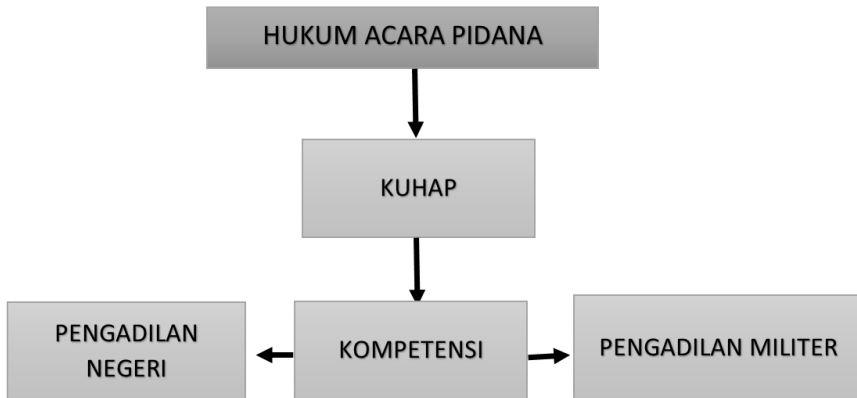 HUKUM ACARA PIDANA
KUHAP
PENGADILAN
NEGERI
KOMPETENSI
PENGADILAN MILITER